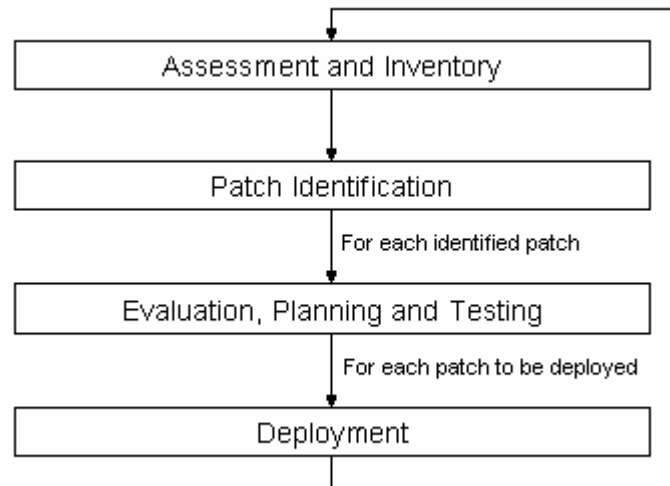 Assessment and Inventory
Patch Identification
For each identified patch
Evaluation, Planning and Testing
For each patch to be deployed
Deployment